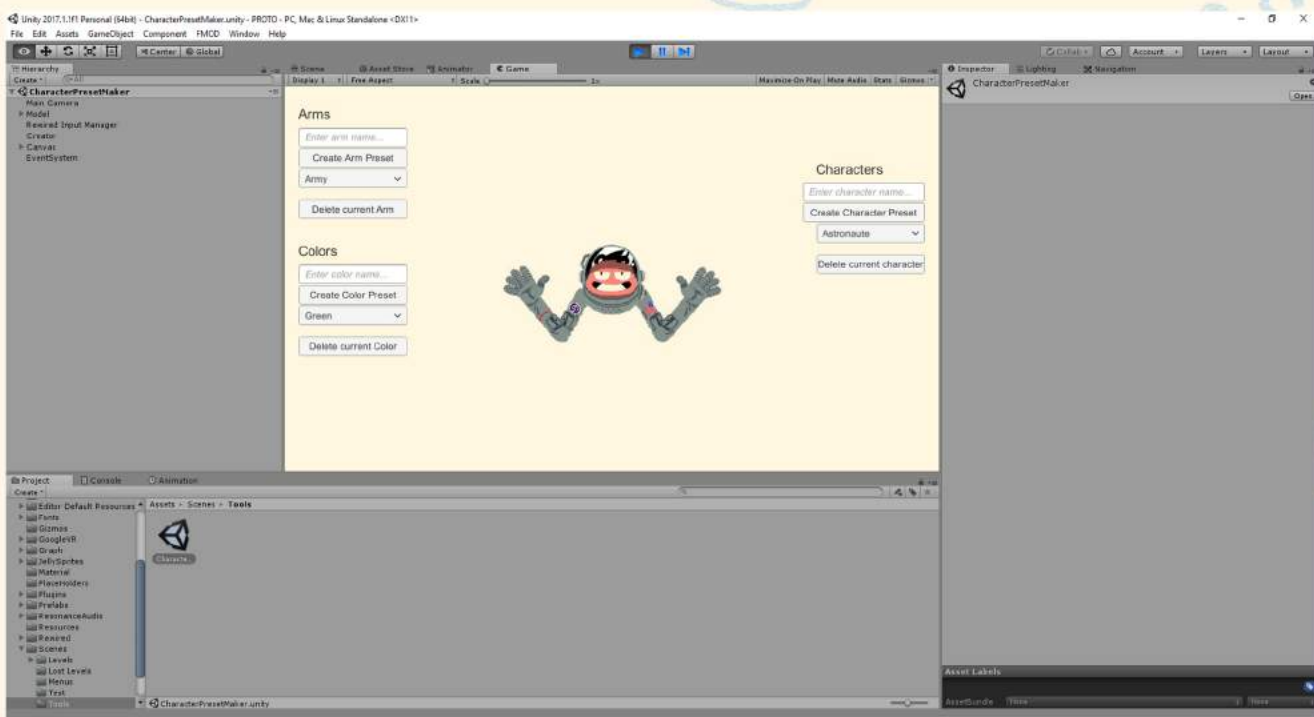 Unity 2017.1.1f1 Personal (64bit) - CharacterPresetMaker.unity - PROTO - PC, Mac & Linux Standalone <DX11>
File Edit Assets GameObject Component FMOD Window Help
Center Global
Collab Account Layers Layout
Hierarchy
Create All
CharacterPresetMaker
Main Camera
Model
Rewired Input Manager
Creator
Canvas
EventSystem
Scene Asset Store Animator Game
Display 1 Free Aspect Scale 1x Maximize On Play Mute Audio Stats Gizmos
Arms
Enter arm name...
Create Arm Preset
Army
Delete current Arm
Colors
Enter color name...
Create Color Preset
Green
Delete current Color
Characters
Enter character name...
Create Character Preset
Astronaute
Delete current character
Inspector Lighting Navigation
CharacterPresetMaker
Open
Project Console Animation
Create
Editor Default Resources
Fonts
Gizmos
GoogleVR
Graph
JellySprites
Material
Placeholders
Plugins
Prefabs
ResonanceAudio
Resources
Rewired
Scenes
Levels
Lost Levels
Menus
Test
Tools
Assets Scenes Tools
Characte...
CharacterPresetMaker.unity
Asset Labels
AssetBundle None None